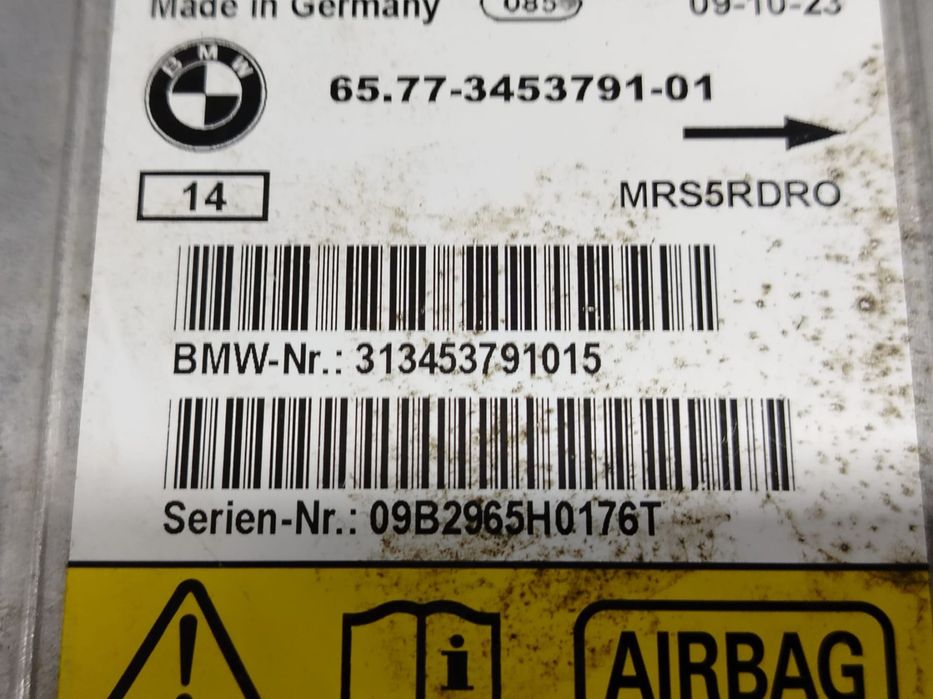 Made in Germany 085 09-10-23
BMW 65.77-3453791-01
14 MRS5RDRO
BMW-Nr.: 313453791015
Serien-Nr.: 09B2965H0176T
i AIRBAG